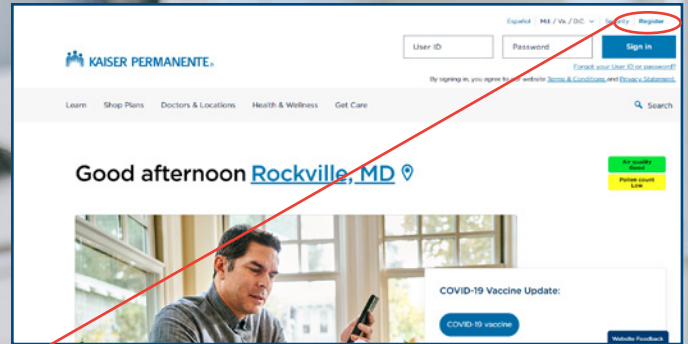 Español Md. / Va. / D.C. Security Register
User ID Password Sign in
KAISER PERMANENTE®
Forgot your User ID or password?
By signing in, you agree to our website Terms & Conditions and Privacy Statement.
Learn Shop Plans Doctors & Locations Health & Wellness Get Care Search
Good afternoon Rockville, MD
Air quality
Good
Pollen count
Low
COVID-19 Vaccine Update:
COVID-19 vaccine
Website Feedback